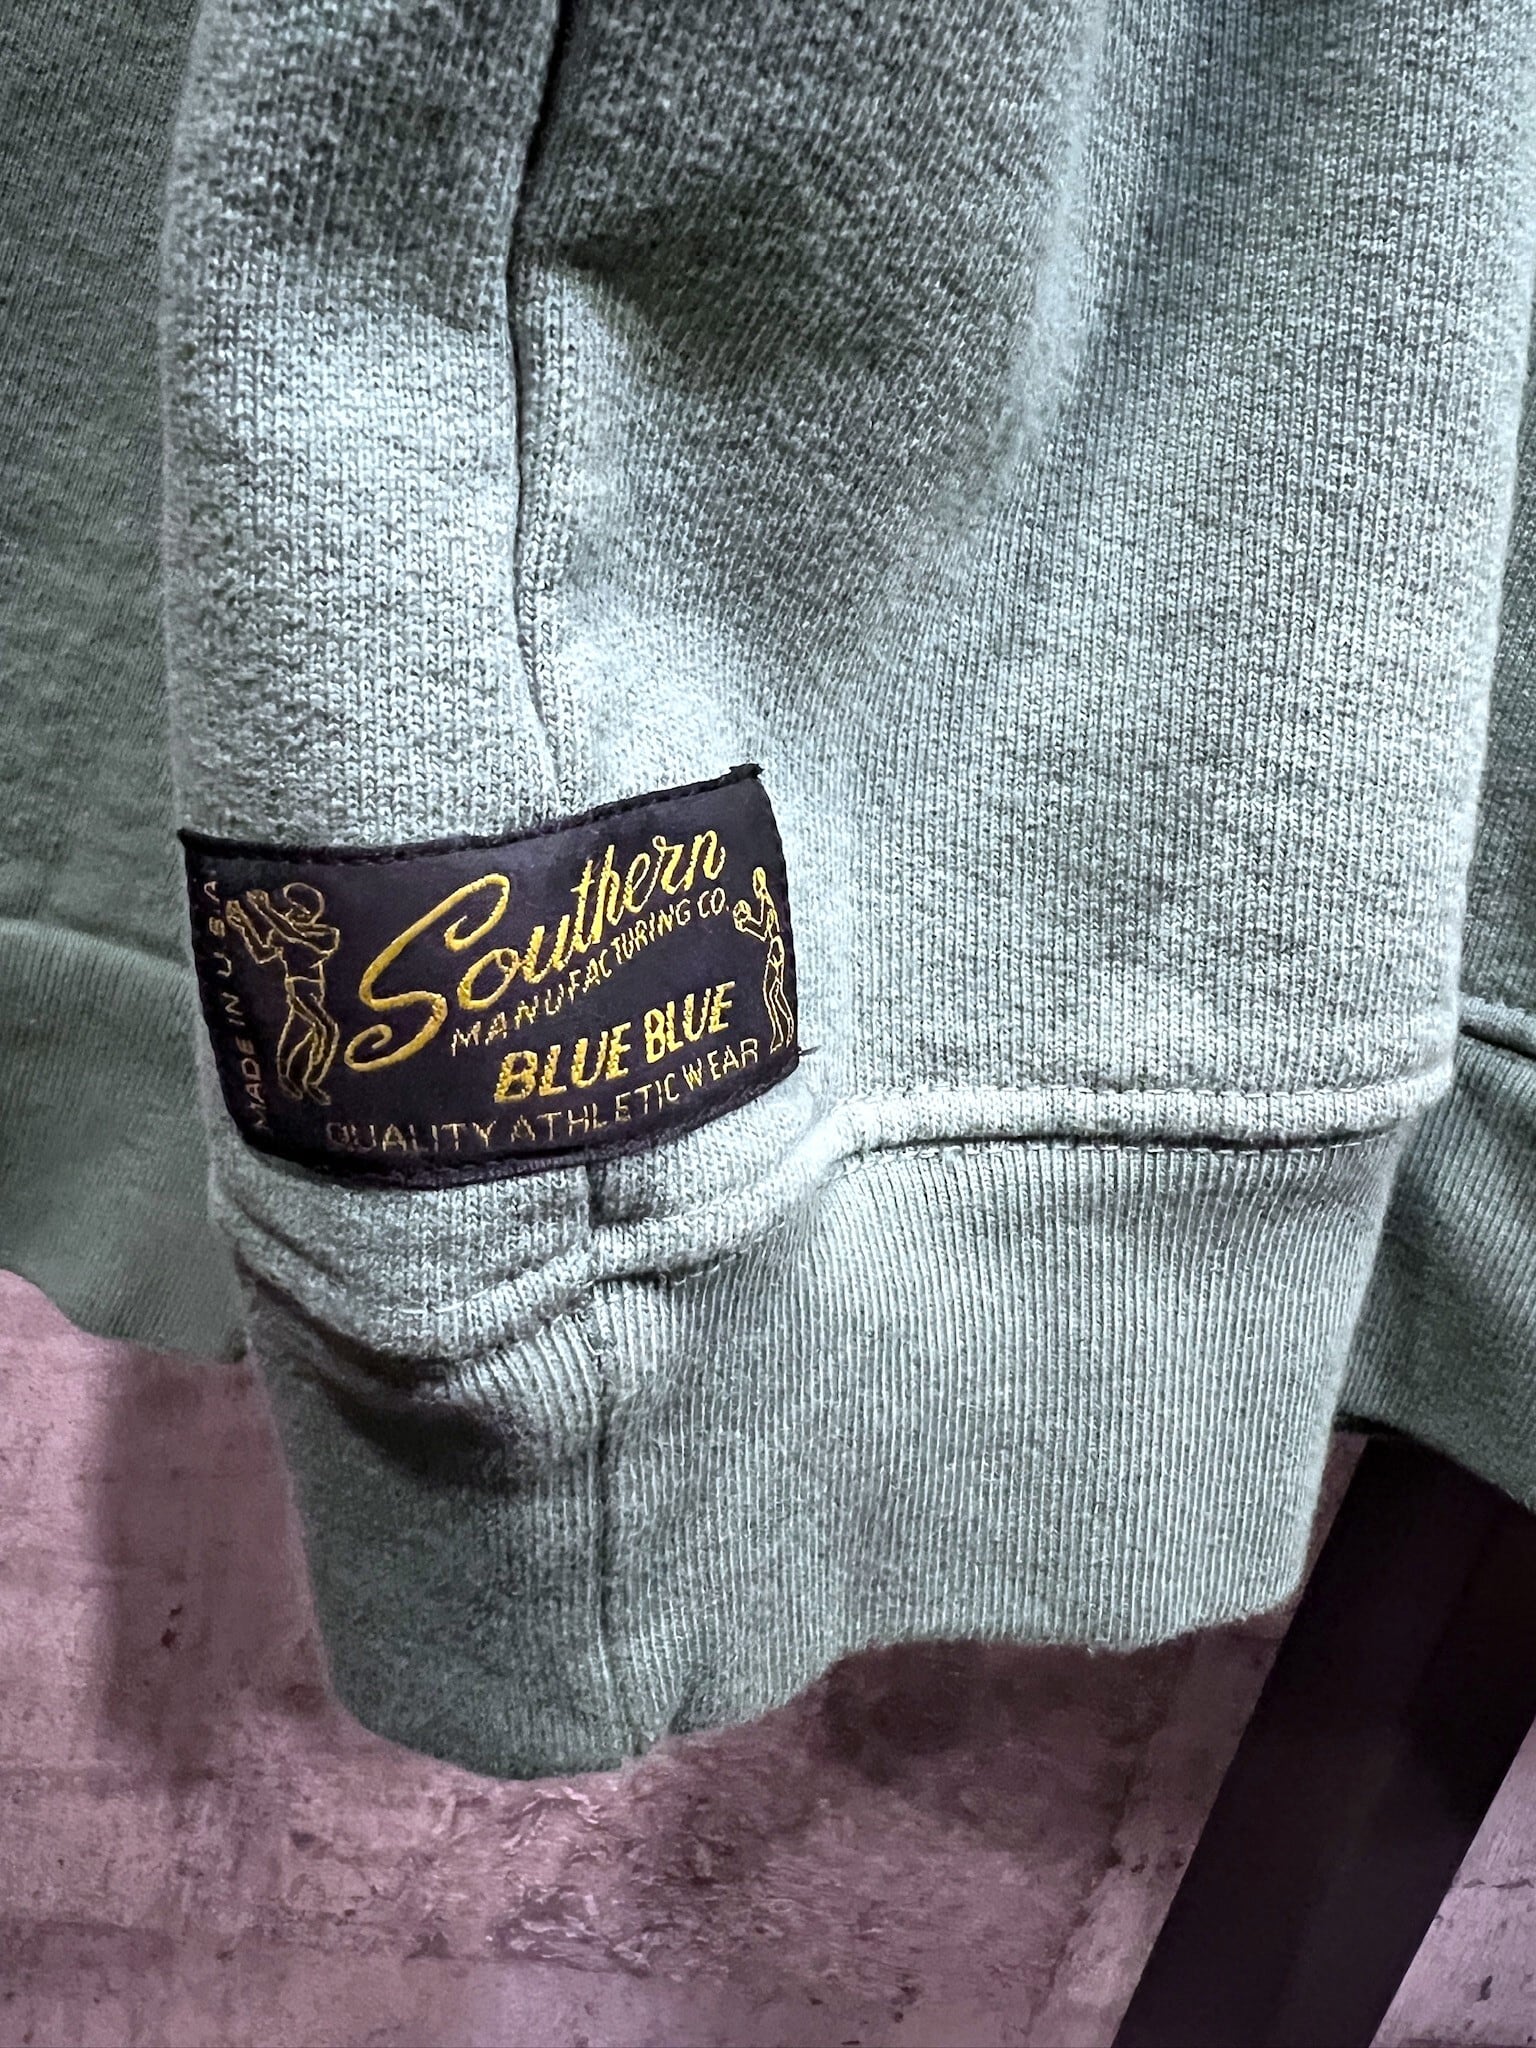 MADE IN U.S.A.
Southern
MANUFACTURING CO.
BLUE BLUE
QUALITY ATHLETIC WEAR